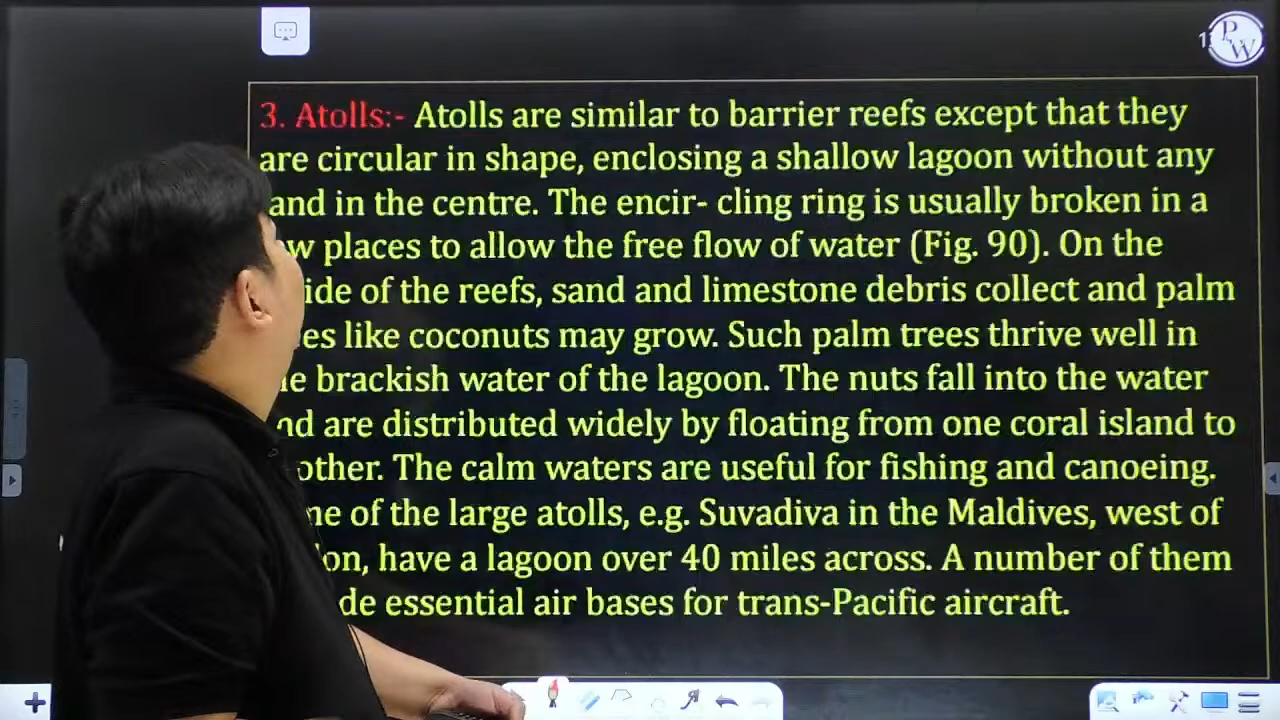 PW
3. Atolls:- Atolls are similar to barrier reefs except that they
are circular in shape, enclosing a shallow lagoon without any
and in the centre. The encir- cling ring is usually broken in a
places to allow the free flow of water (Fig. 90). On the
of the reefs, sand and limestone debris collect and palm
like coconuts may grow. Such palm trees thrive well in
brackish water of the lagoon. The nuts fall into the water
are distributed widely by floating from one coral island to
other. The calm waters are useful for fishing and canoeing.
of the large atolls, e.g. Suvadiva in the Maldives, west of
have a lagoon over 40 miles across. A number of them
essential air bases for trans-Pacific aircraft.